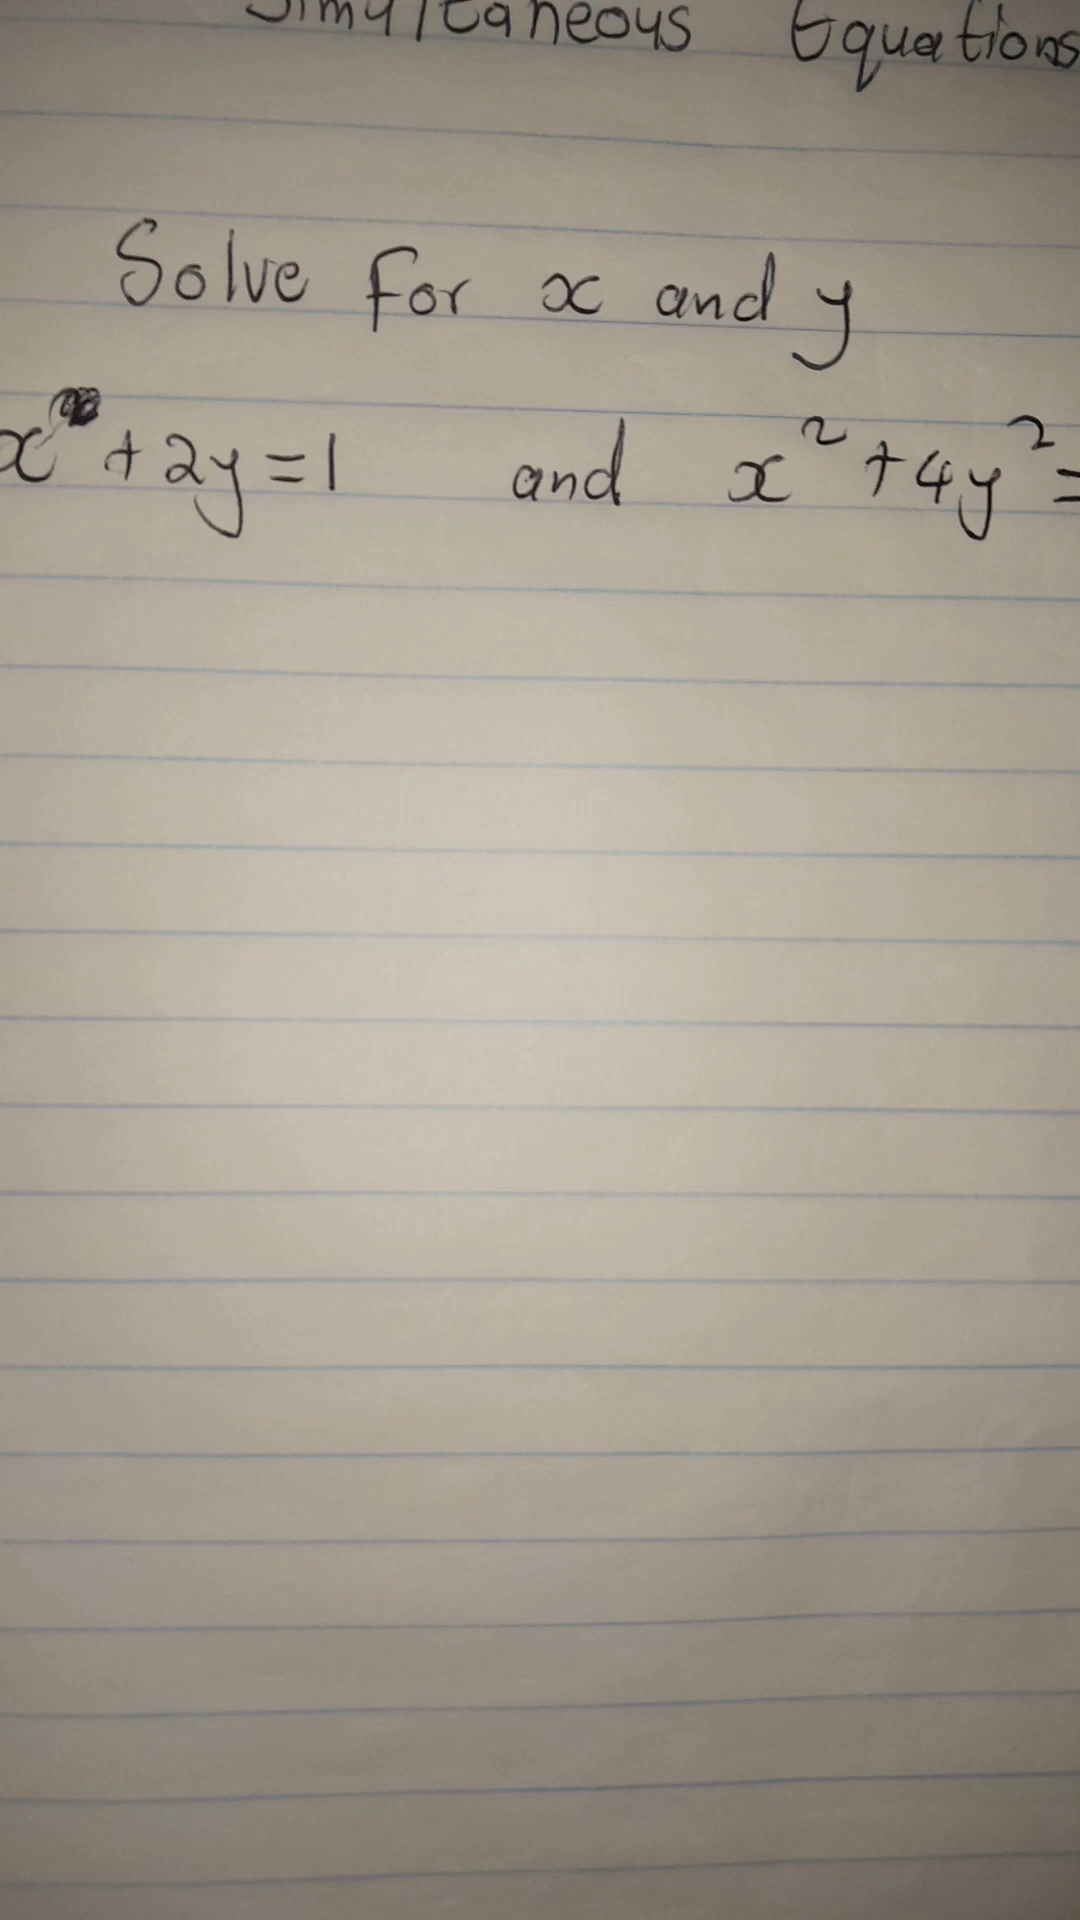 Simultaneous Equations
Solve for x and y
x + 2y = 1 and x² + 4y² =